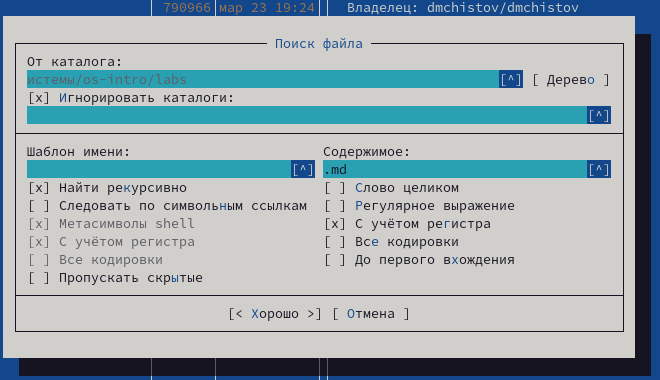 790966 мар 23 19:24 Владелец: dmchistov/dmchistov
Поиск файла
От каталога:
истемы/os-intro/labs [^] [ Дерево ]
[x] Игнорировать каталоги:
[^]
Шаблон имени: Содержимое:
[^] .md [^]
[x] Найти рекурсивно [ ] Слово целиком
[ ] Следовать по символьным ссылкам [ ] Регулярное выражение
[x] Метасимволы shell [x] С учётом регистра
[x] С учётом регистра [ ] Все кодировки
[ ] Все кодировки [ ] До первого вхождения
[ ] Пропускать скрытые
[< Хорошо >] [ Отмена ]